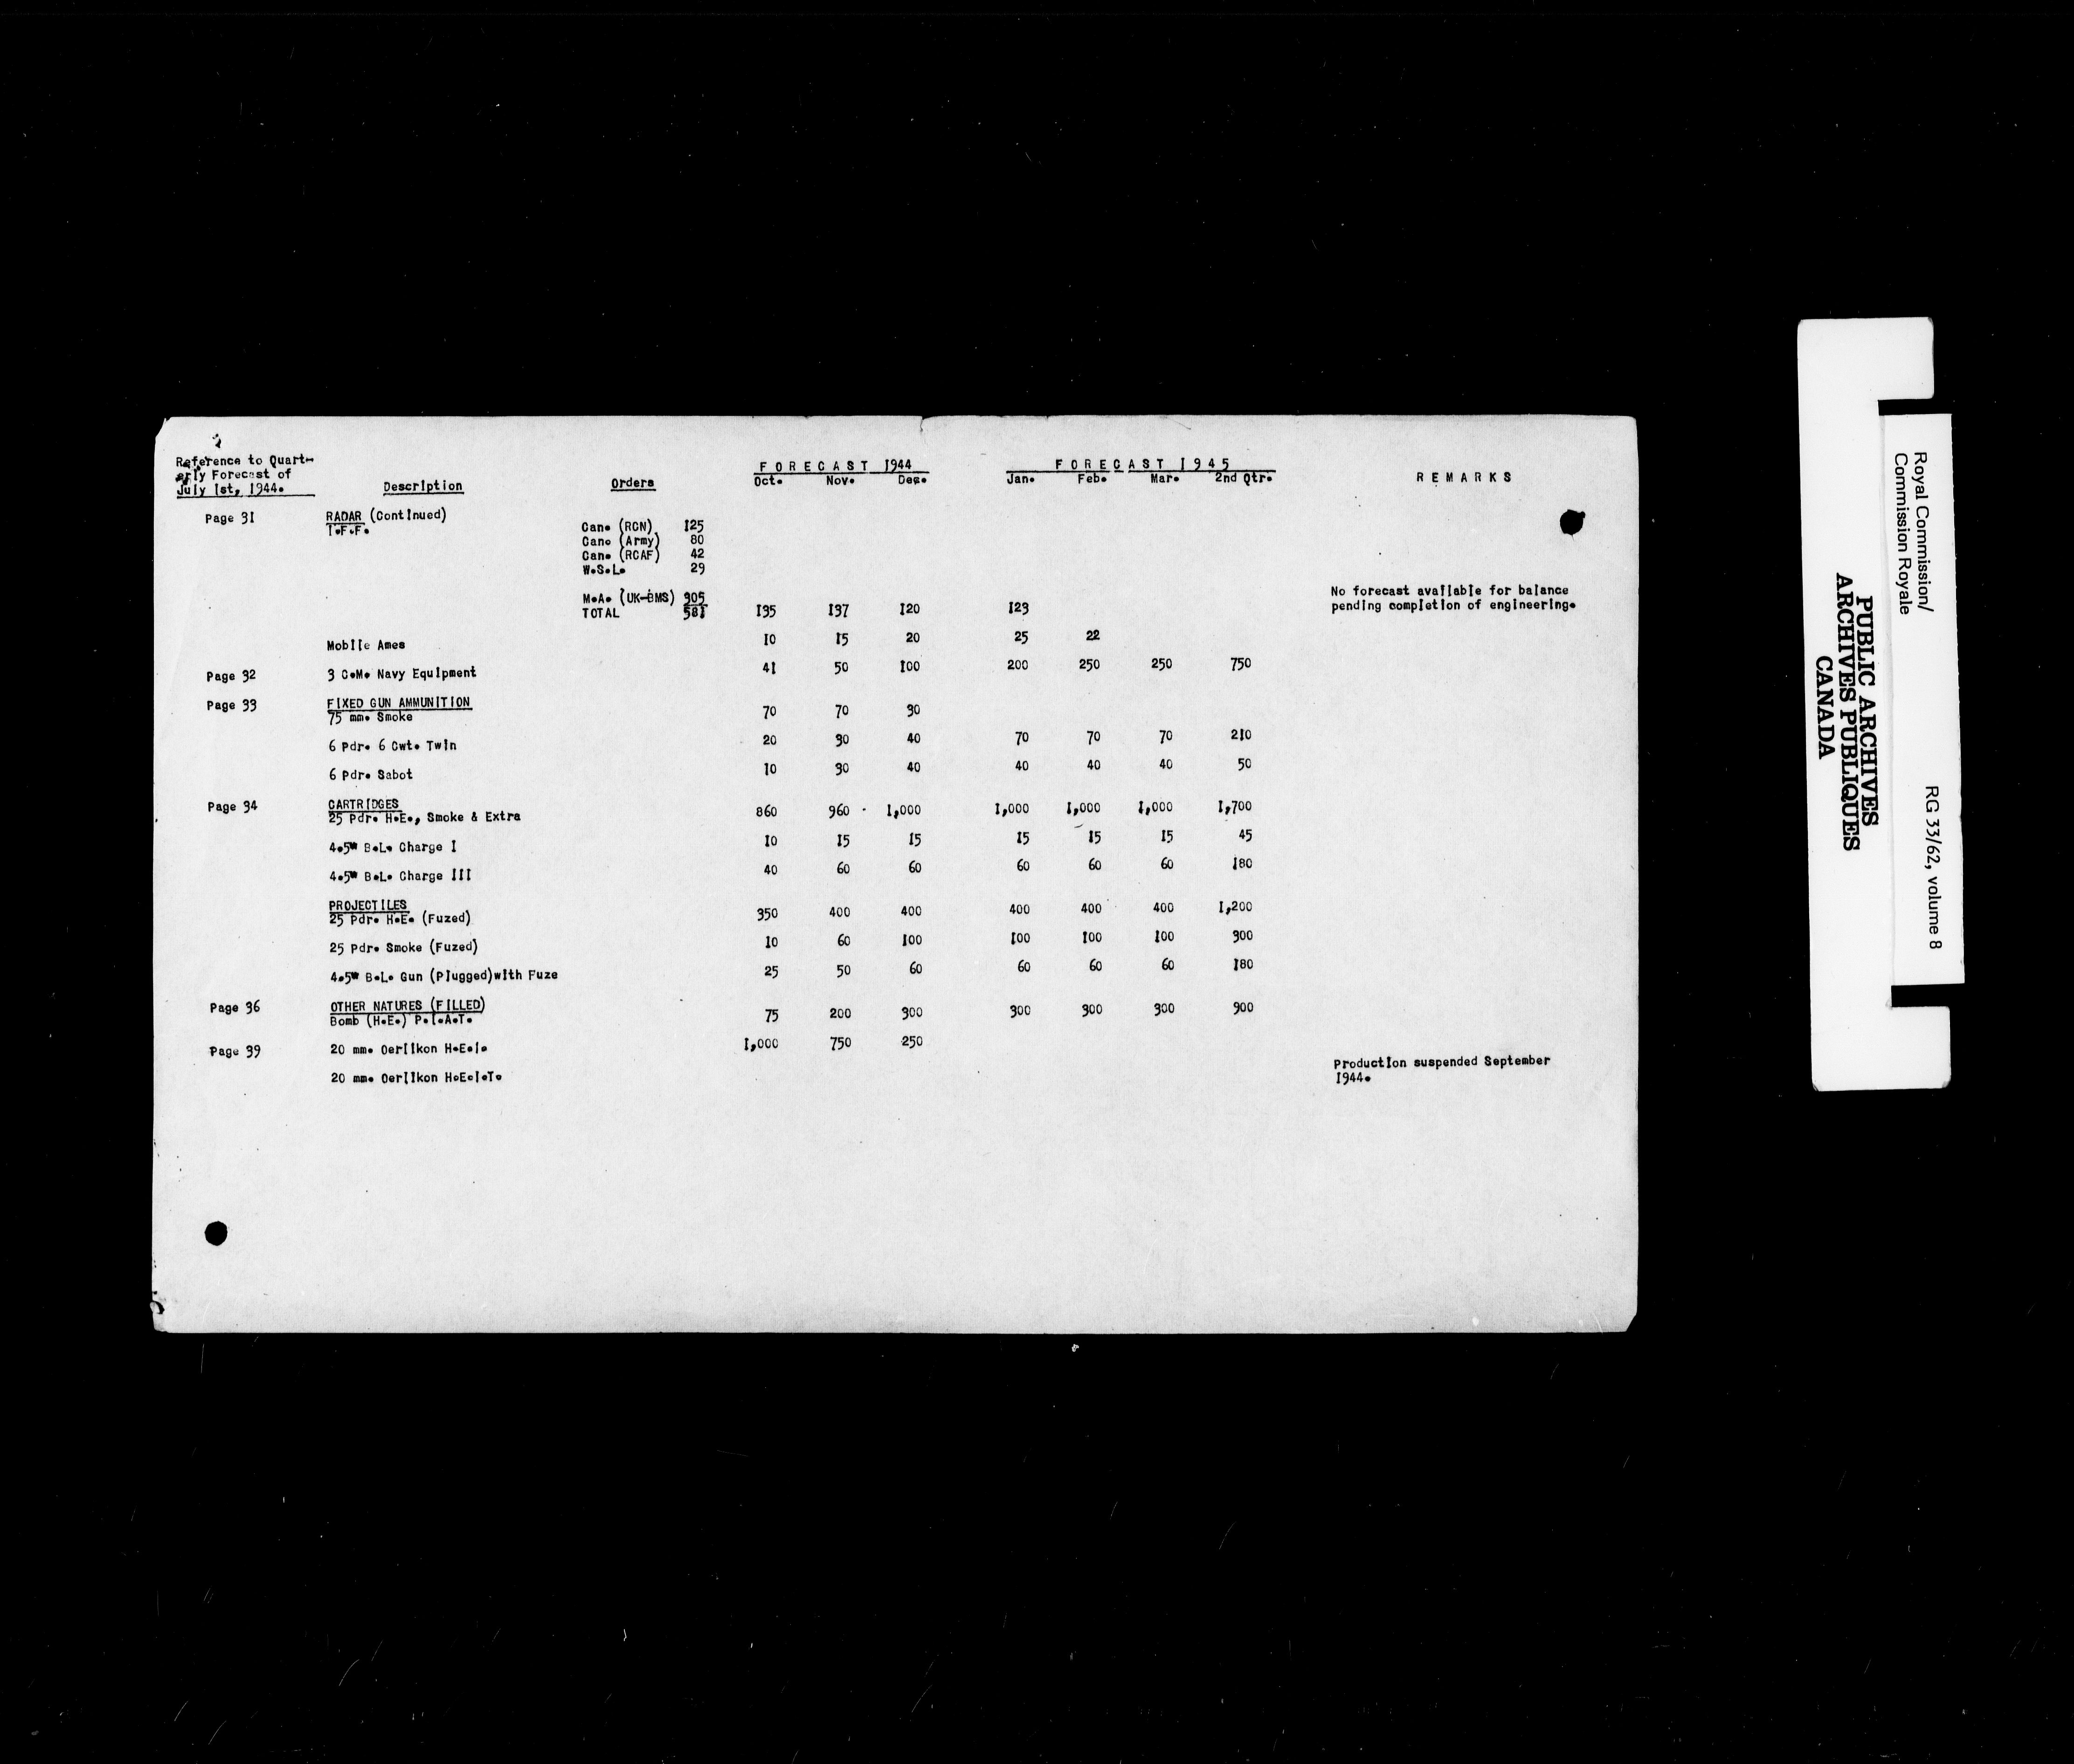 Reference to Quart-
erly Forecast of
July 1st, 1944.
Description
Orders
FORECAST 1944
Oct. Nov. Dec.
FORECAST 1945
Jan. Feb. Mar. 2nd Qtr.
REMARKS
Page 31 RADAR (Continued)
I.F.F.
Can. (RCN) 125
Can. (Army) 80
Can. (RCAF) 42
W.S.L. 29
M.A. (UK-BMS) 305
TOTAL 581 135 137 120 123
No forecast available for balance
pending completion of engineering.
Mobile Ames 10 15 20 25 22
Page 32 3 C.M. Navy Equipment 41 50 100 200 250 250 750
Page 33 FIXED GUN AMMUNITION
75 mm. Smoke 70 70 30
6 Pdr. 6 Cwt. Twin 20 30 40 70 70 70 210
6 Pdr. Sabot 10 30 40 40 40 40 50
Page 34 CARTRIDGES
25 Pdr. H.E., Smoke & Extra 860 960 1,000 1,000 1,000 1,000 1,700
4.5" B.L. Charge I 10 15 15 15 15 15 45
4.5" B.L. Charge III 40 60 60 60 60 60 180
PROJECTILES
25 Pdr. H.E. (Fuzed) 350 400 400 400 400 400 1,200
25 Pdr. Smoke (Fuzed) 10 60 100 100 100 100 300
4.5" B.L. Gun (Plugged)with Fuze 25 50 60 60 60 60 180
Page 36 OTHER NATURES (FILLED)
Bomb (H.E.) P.I.A.T. 75 200 300 300 300 300 900
Page 39 20 mm. Oerlikon H.E.I. 1,000 750 250
20 mm. Oerlikon H.E.I.T.
Production suspended September
1944.
Royal Commission/
Commission Royale
RG 33/62, volume 8
PUBLIC ARCHIVES
ARCHIVES PUBLIQUES
CANADA